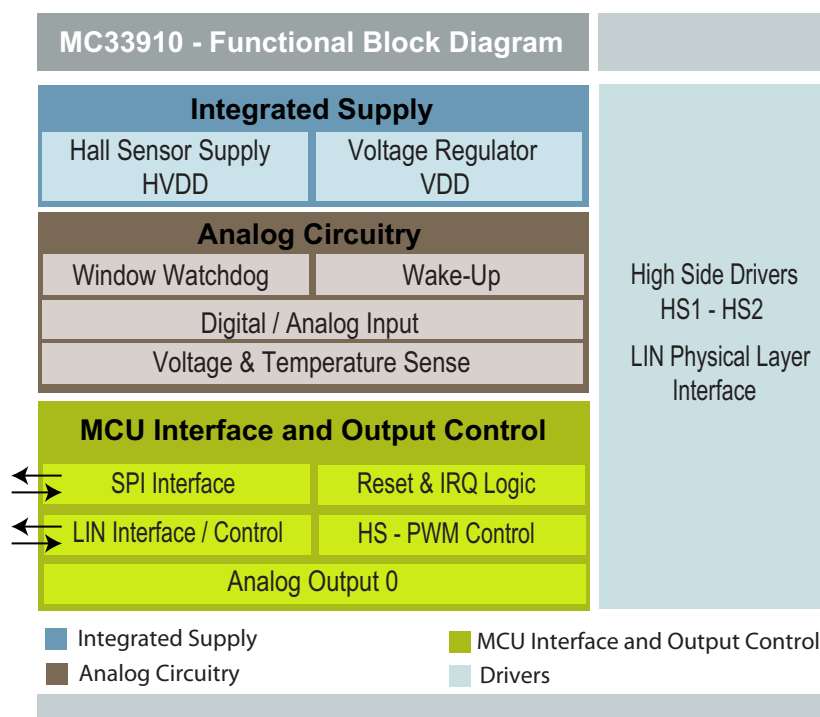 MC33910 - Functional Block Diagram
Integrated Supply
Hall Sensor Supply
HVDD
Voltage Regulator
VDD
Analog Circuitry
Window Watchdog
Wake-Up
Digital / Analog Input
Voltage & Temperature Sense
MCU Interface and Output Control
SPI Interface
Reset & IRQ Logic
LIN Interface / Control
HS - PWM Control
Analog Output 0
High Side Drivers
HS1 - HS2
LIN Physical Layer
Interface
Integrated Supply
MCU Interface and Output Control
Analog Circuitry
Drivers